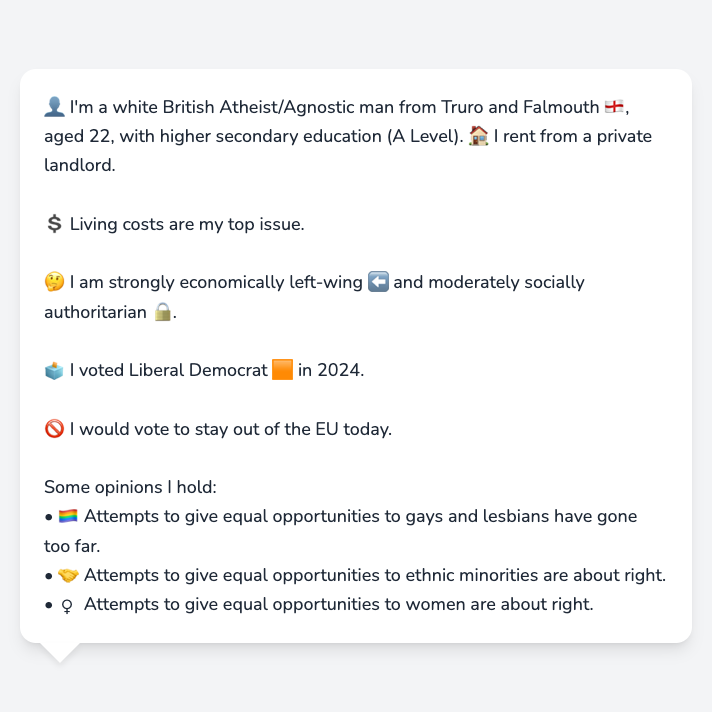 👤 I'm a white British Atheist/Agnostic man from Truro and Falmouth 🏴󠁧󠁢󠁥󠁮󠁧󠁿,
aged 22, with higher secondary education (A Level). 🏠 I rent from a private
landlord.
💲 Living costs are my top issue.
🤔 I am strongly economically left-wing ⬅️ and moderately socially
authoritarian 🔒.
🗳️ I voted Liberal Democrat 🟧 in 2024.
🚫 I would vote to stay out of the EU today.
Some opinions I hold:
• 🏳️‍🌈 Attempts to give equal opportunities to gays and lesbians have gone
too far.
• 🤝 Attempts to give equal opportunities to ethnic minorities are about right.
• ♀ Attempts to give equal opportunities to women are about right.